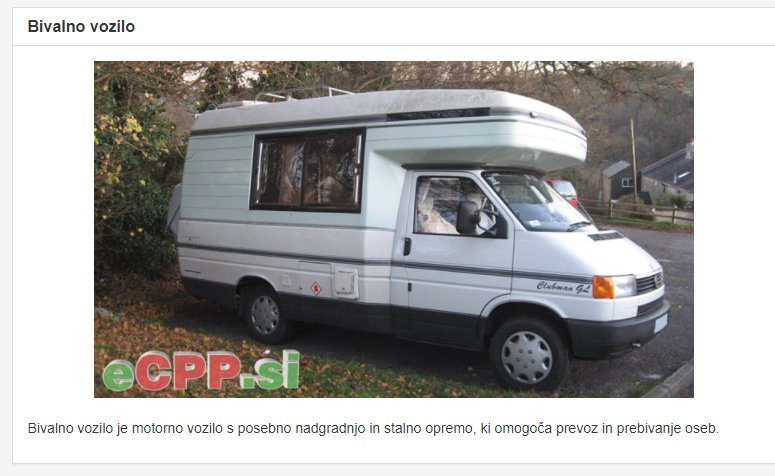 Bivalno vozilo
Clubman GL
eCPP.si
Bivalno vozilo je motorno vozilo s posebno nadgradnjo in stalno opremo, ki omogoča prevoz in prebivanje oseb.